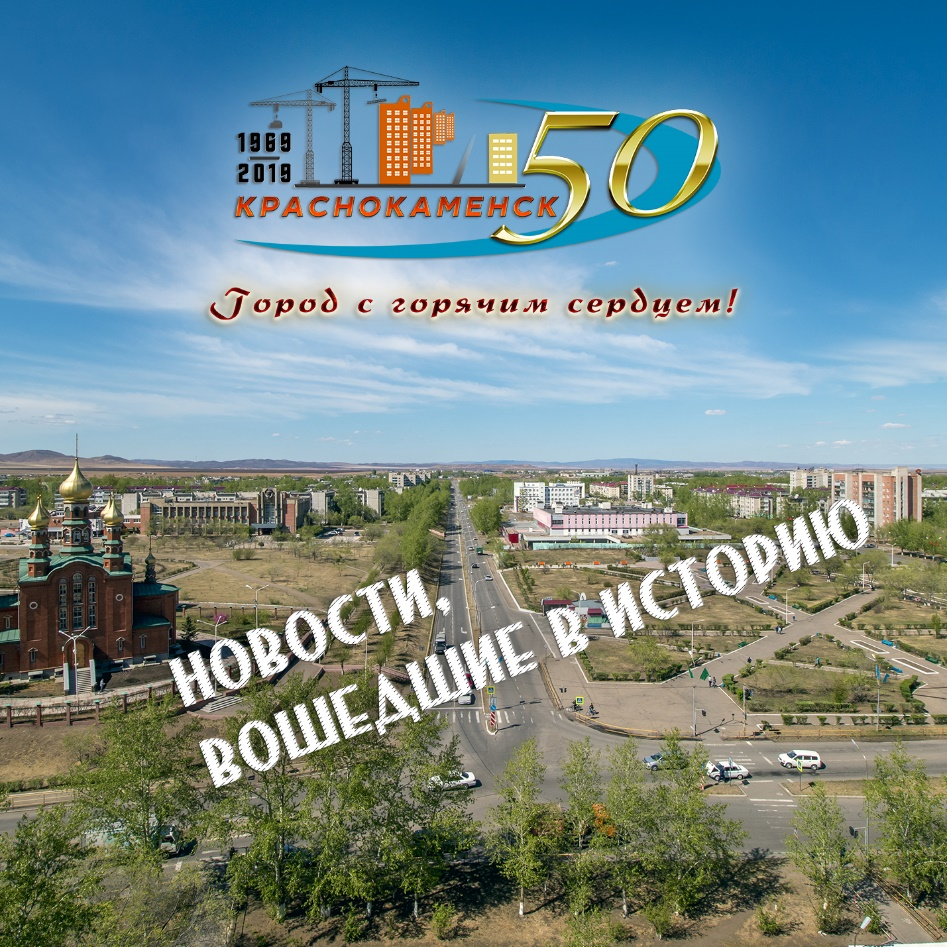 1969
2019
КРАСНОКАМЕНСК
50
Город с горячим сердцем!
НОВОСТИ,
ВОШЕДШИЕ В ИСТОРИЮ